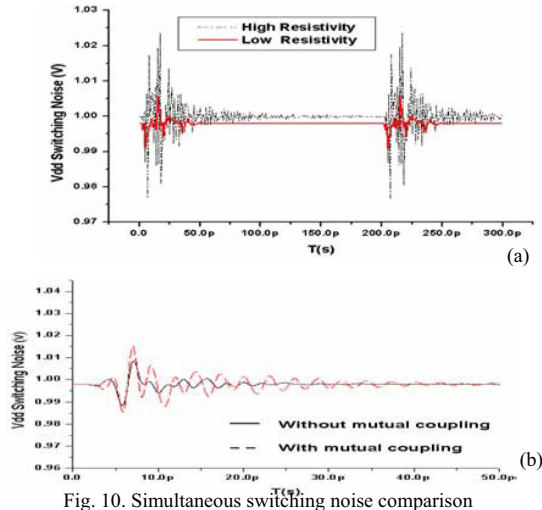 1.03
High Resistivity
Low Resistivity
1.02
1.01
1.00
0.99
0.98
0.97
Vdd Switching Noise (V)
0.0 50.0p 100.0p 150.0p 200.0p 250.0p 300.0p
T(s)
(a)
1.04
1.03
1.02
1.01
1.00
0.99
0.98
0.97
0.96
Vdd Switching Noise (V)
Without mutual coupling
With mutual coupling
(b)
0.0 10.0p 20.0p 30.0p 40.0p 50.0p
T(s)
Fig. 10. Simultaneous switching noise comparison